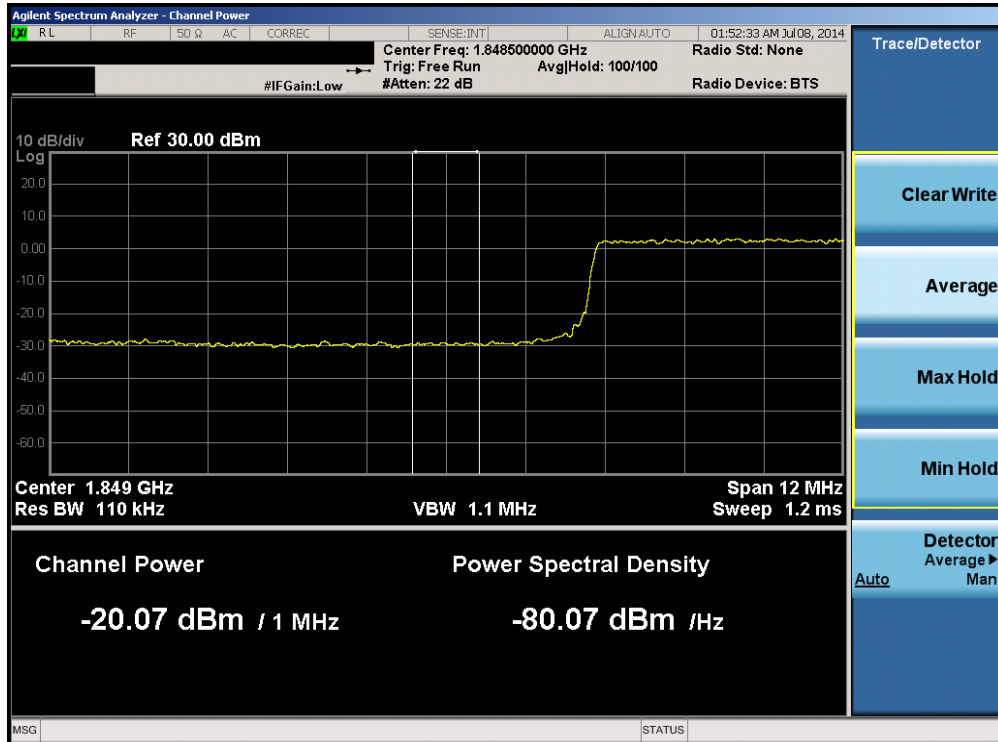 Agilent Spectrum Analyzer - Channel Power
LXI RL RF 50 Ω AC CORREC SENSE:INT ALIGN AUTO 01:52:33 AM Jul 08, 2014
Center Freq: 1.848500000 GHz Radio Std: None
Trig: Free Run Avg|Hold: 100/100
#IFGain:Low #Atten: 22 dB Radio Device: BTS
10 dB/div Ref 30.00 dBm
Log
20.0
10.0
0.00
-10.0
-20.0
-30.0
-40.0
-50.0
-60.0
Center 1.849 GHz Span 12 MHz
Res BW 110 kHz VBW 1.1 MHz Sweep 1.2 ms
Channel Power Power Spectral Density
-20.07 dBm / 1 MHz -80.07 dBm /Hz
MSG STATUS
Trace/Detector
Clear Write
Average
Max Hold
Min Hold
Detector
Average▶
Auto Man